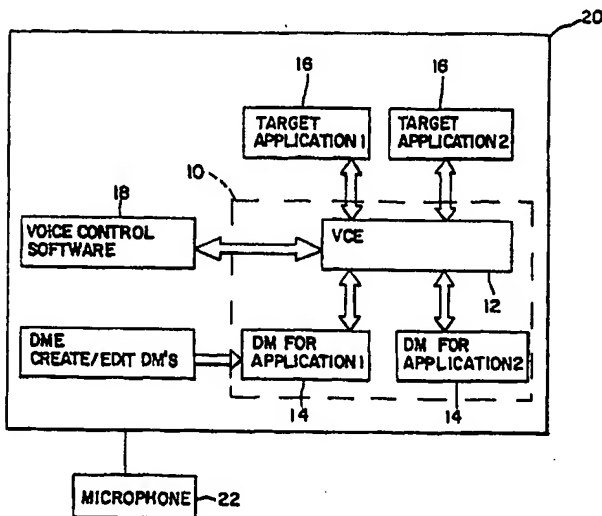 20
16
16
TARGET
APPLICATION 1
TARGET
APPLICATION 2
10
18
VOICE CONTROL
SOFTWARE
VCE
12
DME
CREATE/EDIT DM'S
DM FOR
APPLICATION 1
DM FOR
APPLICATION 2
14
14
MICROPHONE
22